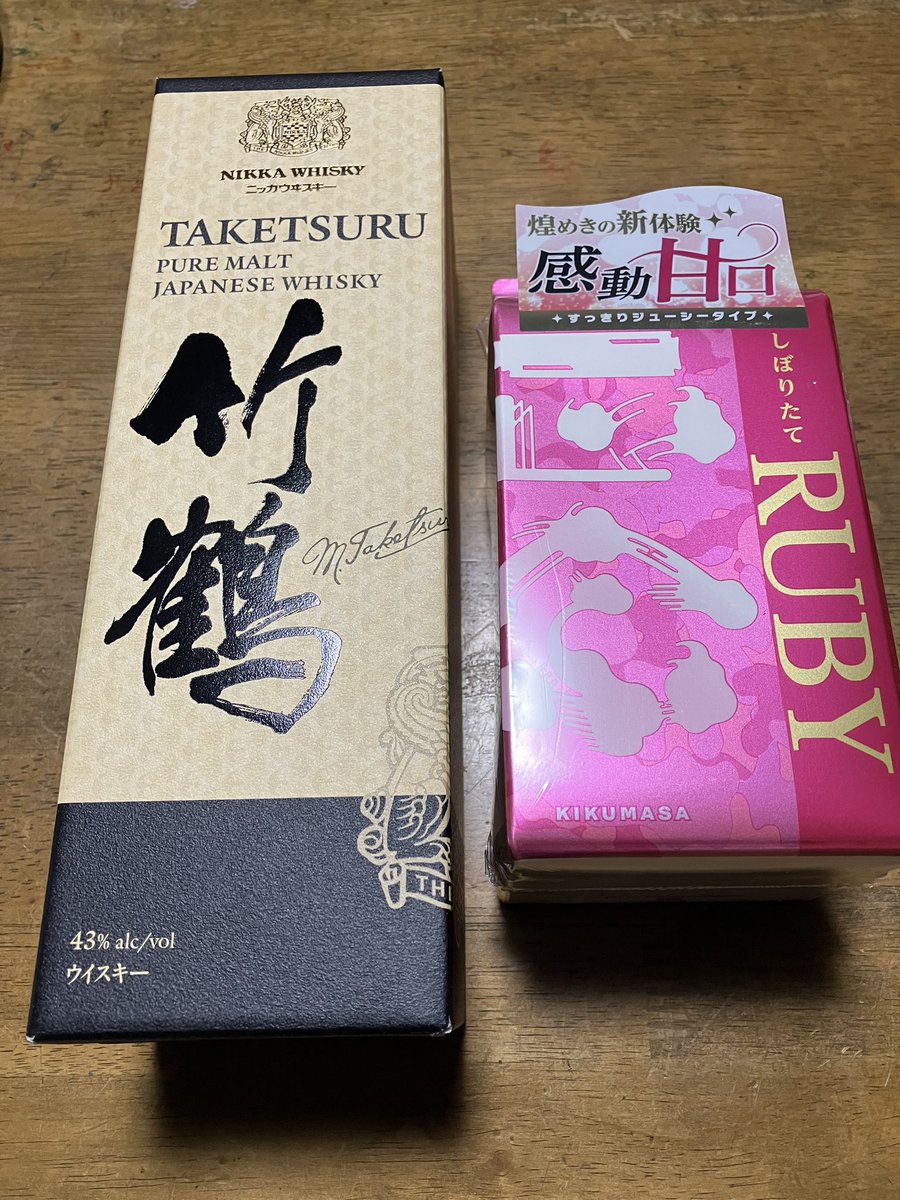 NIKKA WHISKY
ニッカウヰスキー
TAKETSURU
PURE MALT
JAPANESE WHISKY
竹鶴
M. Taketsu
THE
43% alc/vol
ウイスキー
煌めきの新体験
感動甘口
すっきりジューシータイプ
しぼりたて
RUBY
KIKUMASA